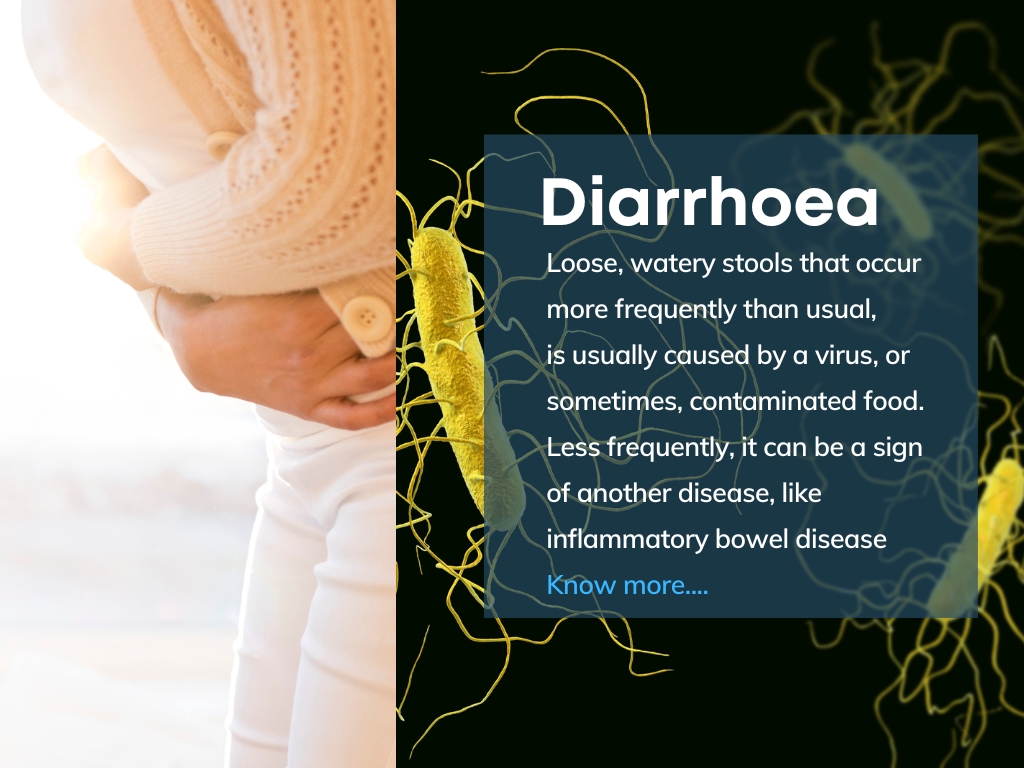 Diarrhoea
Loose, watery stools that occur
more frequently than usual,
is usually caused by a virus, or
sometimes, contaminated food.
Less frequently, it can be a sign
of another disease, like
inflammatory bowel disease
Know more....